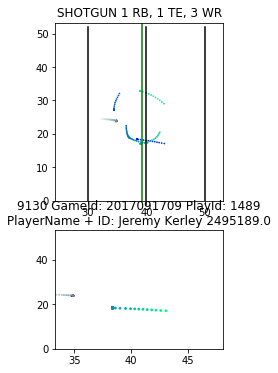 SHOTGUN 1 RB, 1 TE, 3 WR
50
40
30
20
10
0
30 40 50
9130 GameId: 2017091709 PlayId: 1489
PlayerName + ID: Jeremy Kerley 2495189.0
40
20
0
35 40 45